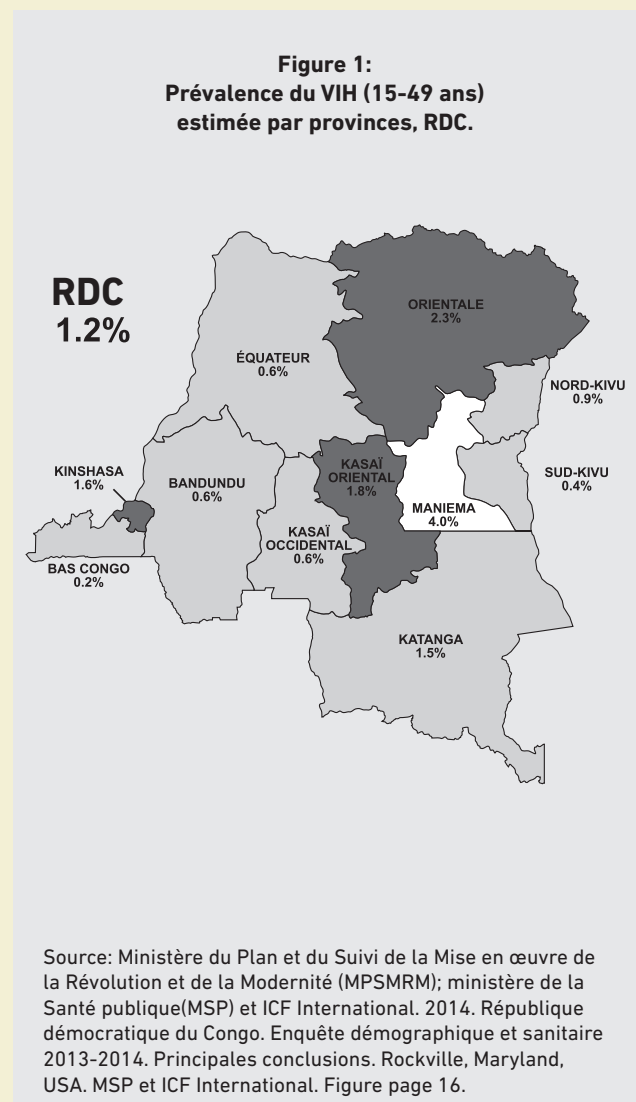 Figure 1:
Prévalence du VIH (15-49 ans)
estimée par provinces, RDC.
RDC
1.2%
ORIENTALE
2.3%
ÉQUATEUR
0.6%
NORD-KIVU
0.9%
KINSHASA
1.6%
BANDUNDU
0.6%
KASAÏ
ORIENTAL
1.8%
SUD-KIVU
0.4%
MANIEMA
4.0%
KASAÏ
OCCIDENTAL
0.6%
BAS CONGO
0.2%
KATANGA
1.5%
Source: Ministère du Plan et du Suivi de la Mise en œuvre de
la Révolution et de la Modernité (MPSMRM); ministère de la
Santé publique(MSP) et ICF International. 2014. République
démocratique du Congo. Enquête démographique et sanitaire
2013-2014. Principales conclusions. Rockville, Maryland,
USA. MSP et ICF International. Figure page 16.